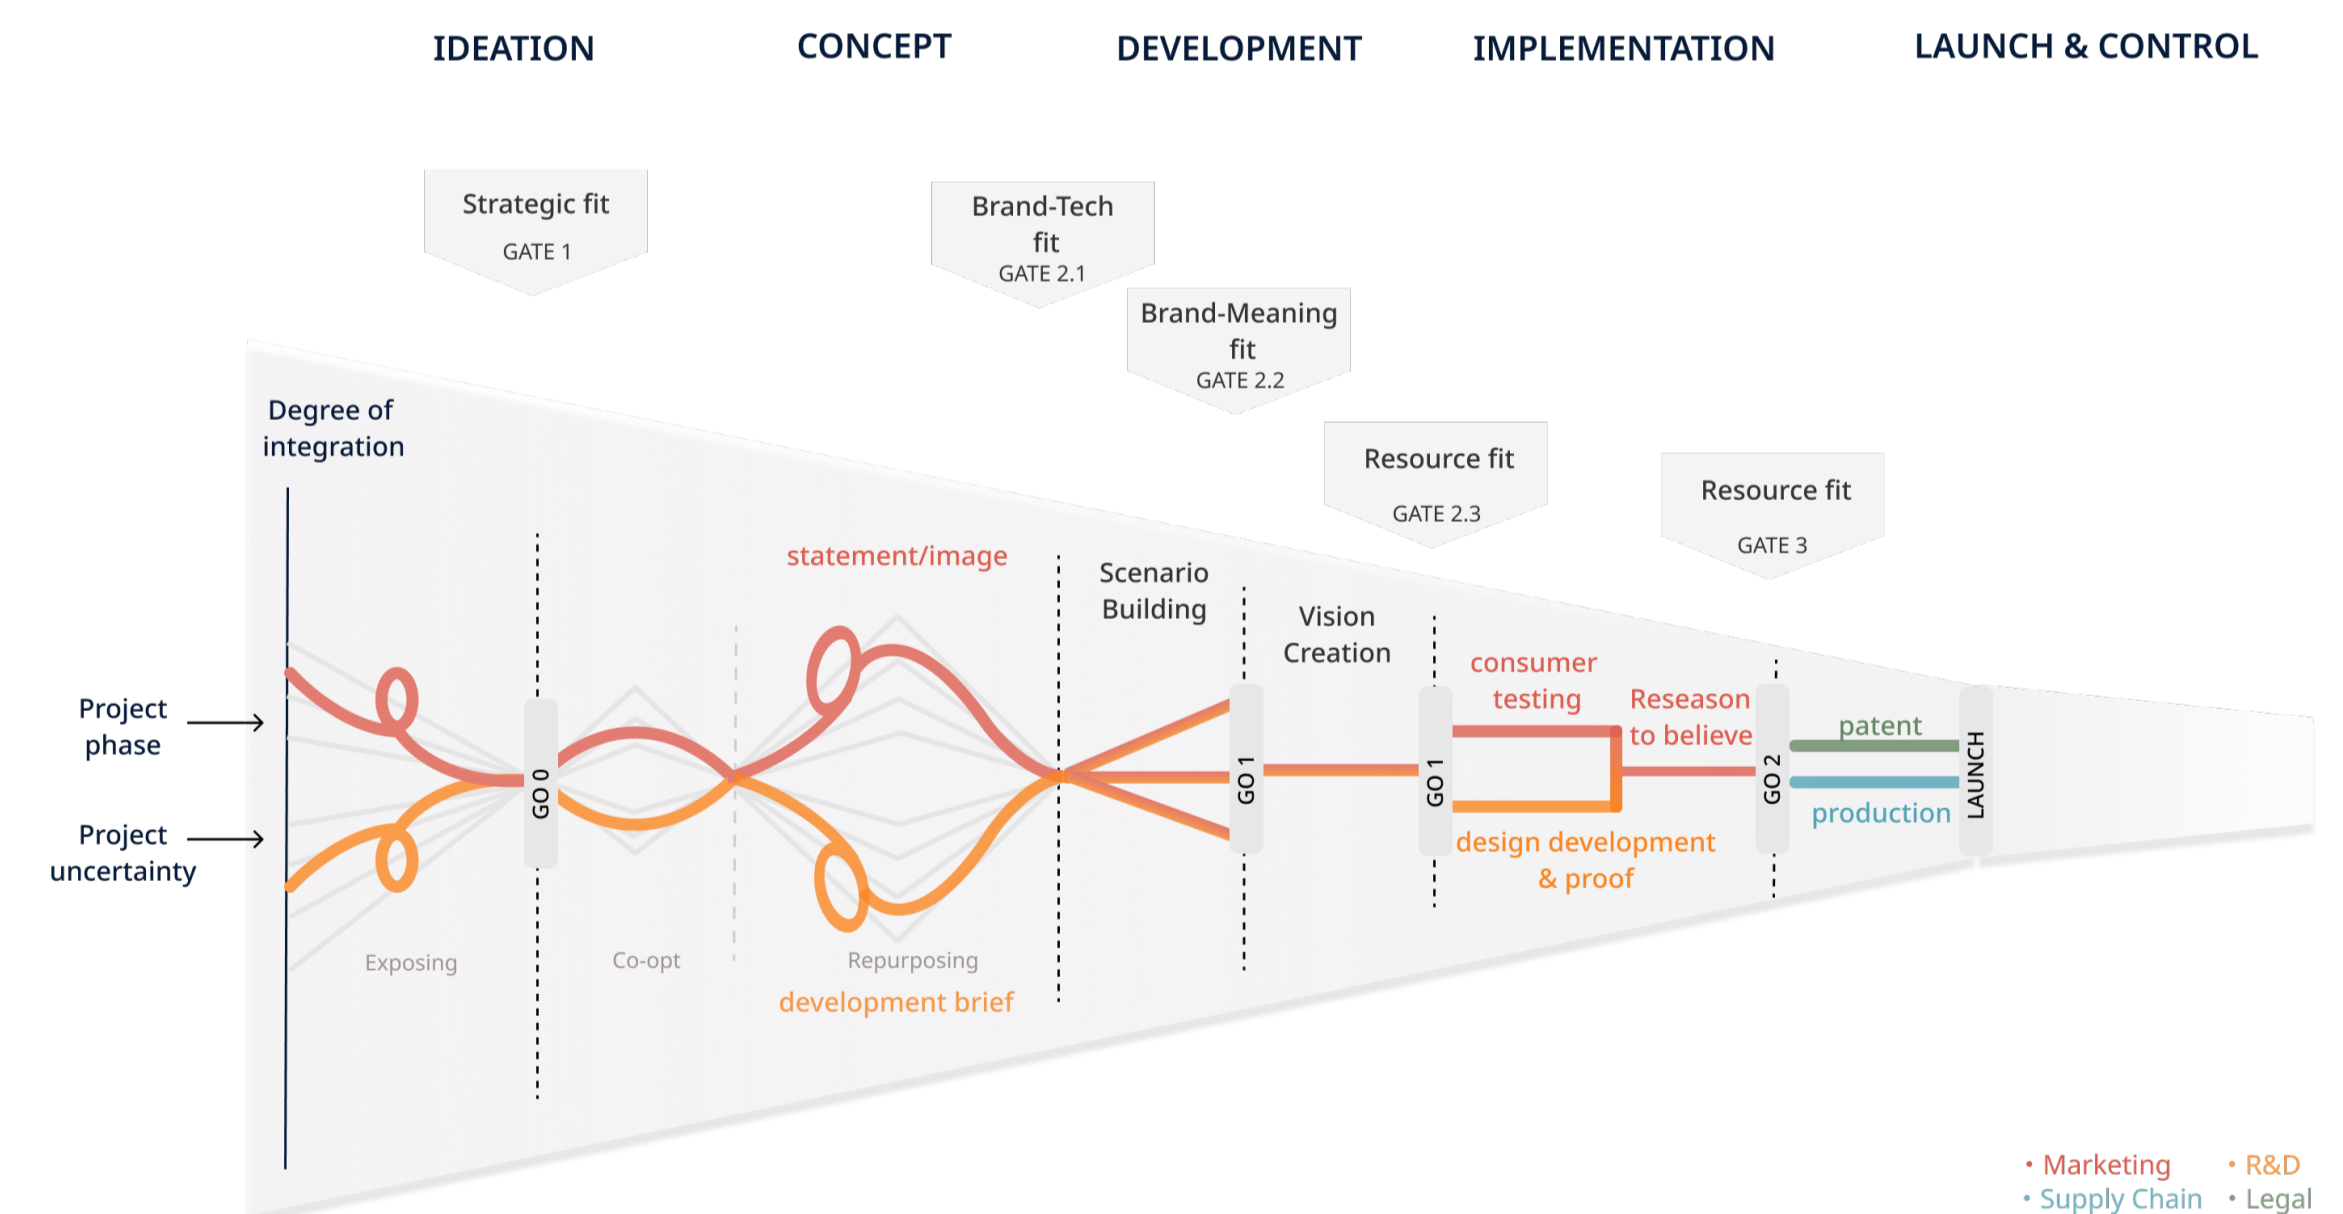 IDEATION
CONCEPT
DEVELOPMENT
IMPLEMENTATION
LAUNCH & CONTROL
Strategic fit
GATE 1
Brand-Tech
fit
GATE 2.1
Brand-Meaning
fit
GATE 2.2
Resource fit
GATE 2.3
Resource fit
GATE 3
Degree of
integration
Project
phase
Project
uncertainty
Exposing
GO 0
Co-opt
statement/image
Repurposing
development brief
Scenario
Building
GO 1
Vision
Creation
GO 1
consumer
testing
Reseason
to believe
design development
& proof
GO 2
patent
production
LAUNCH
• Marketing
• R&D
• Supply Chain
• Legal